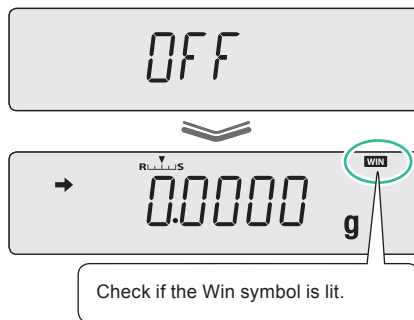 OFF
R S WIN
0.0000 g
Check if the Win symbol is lit.